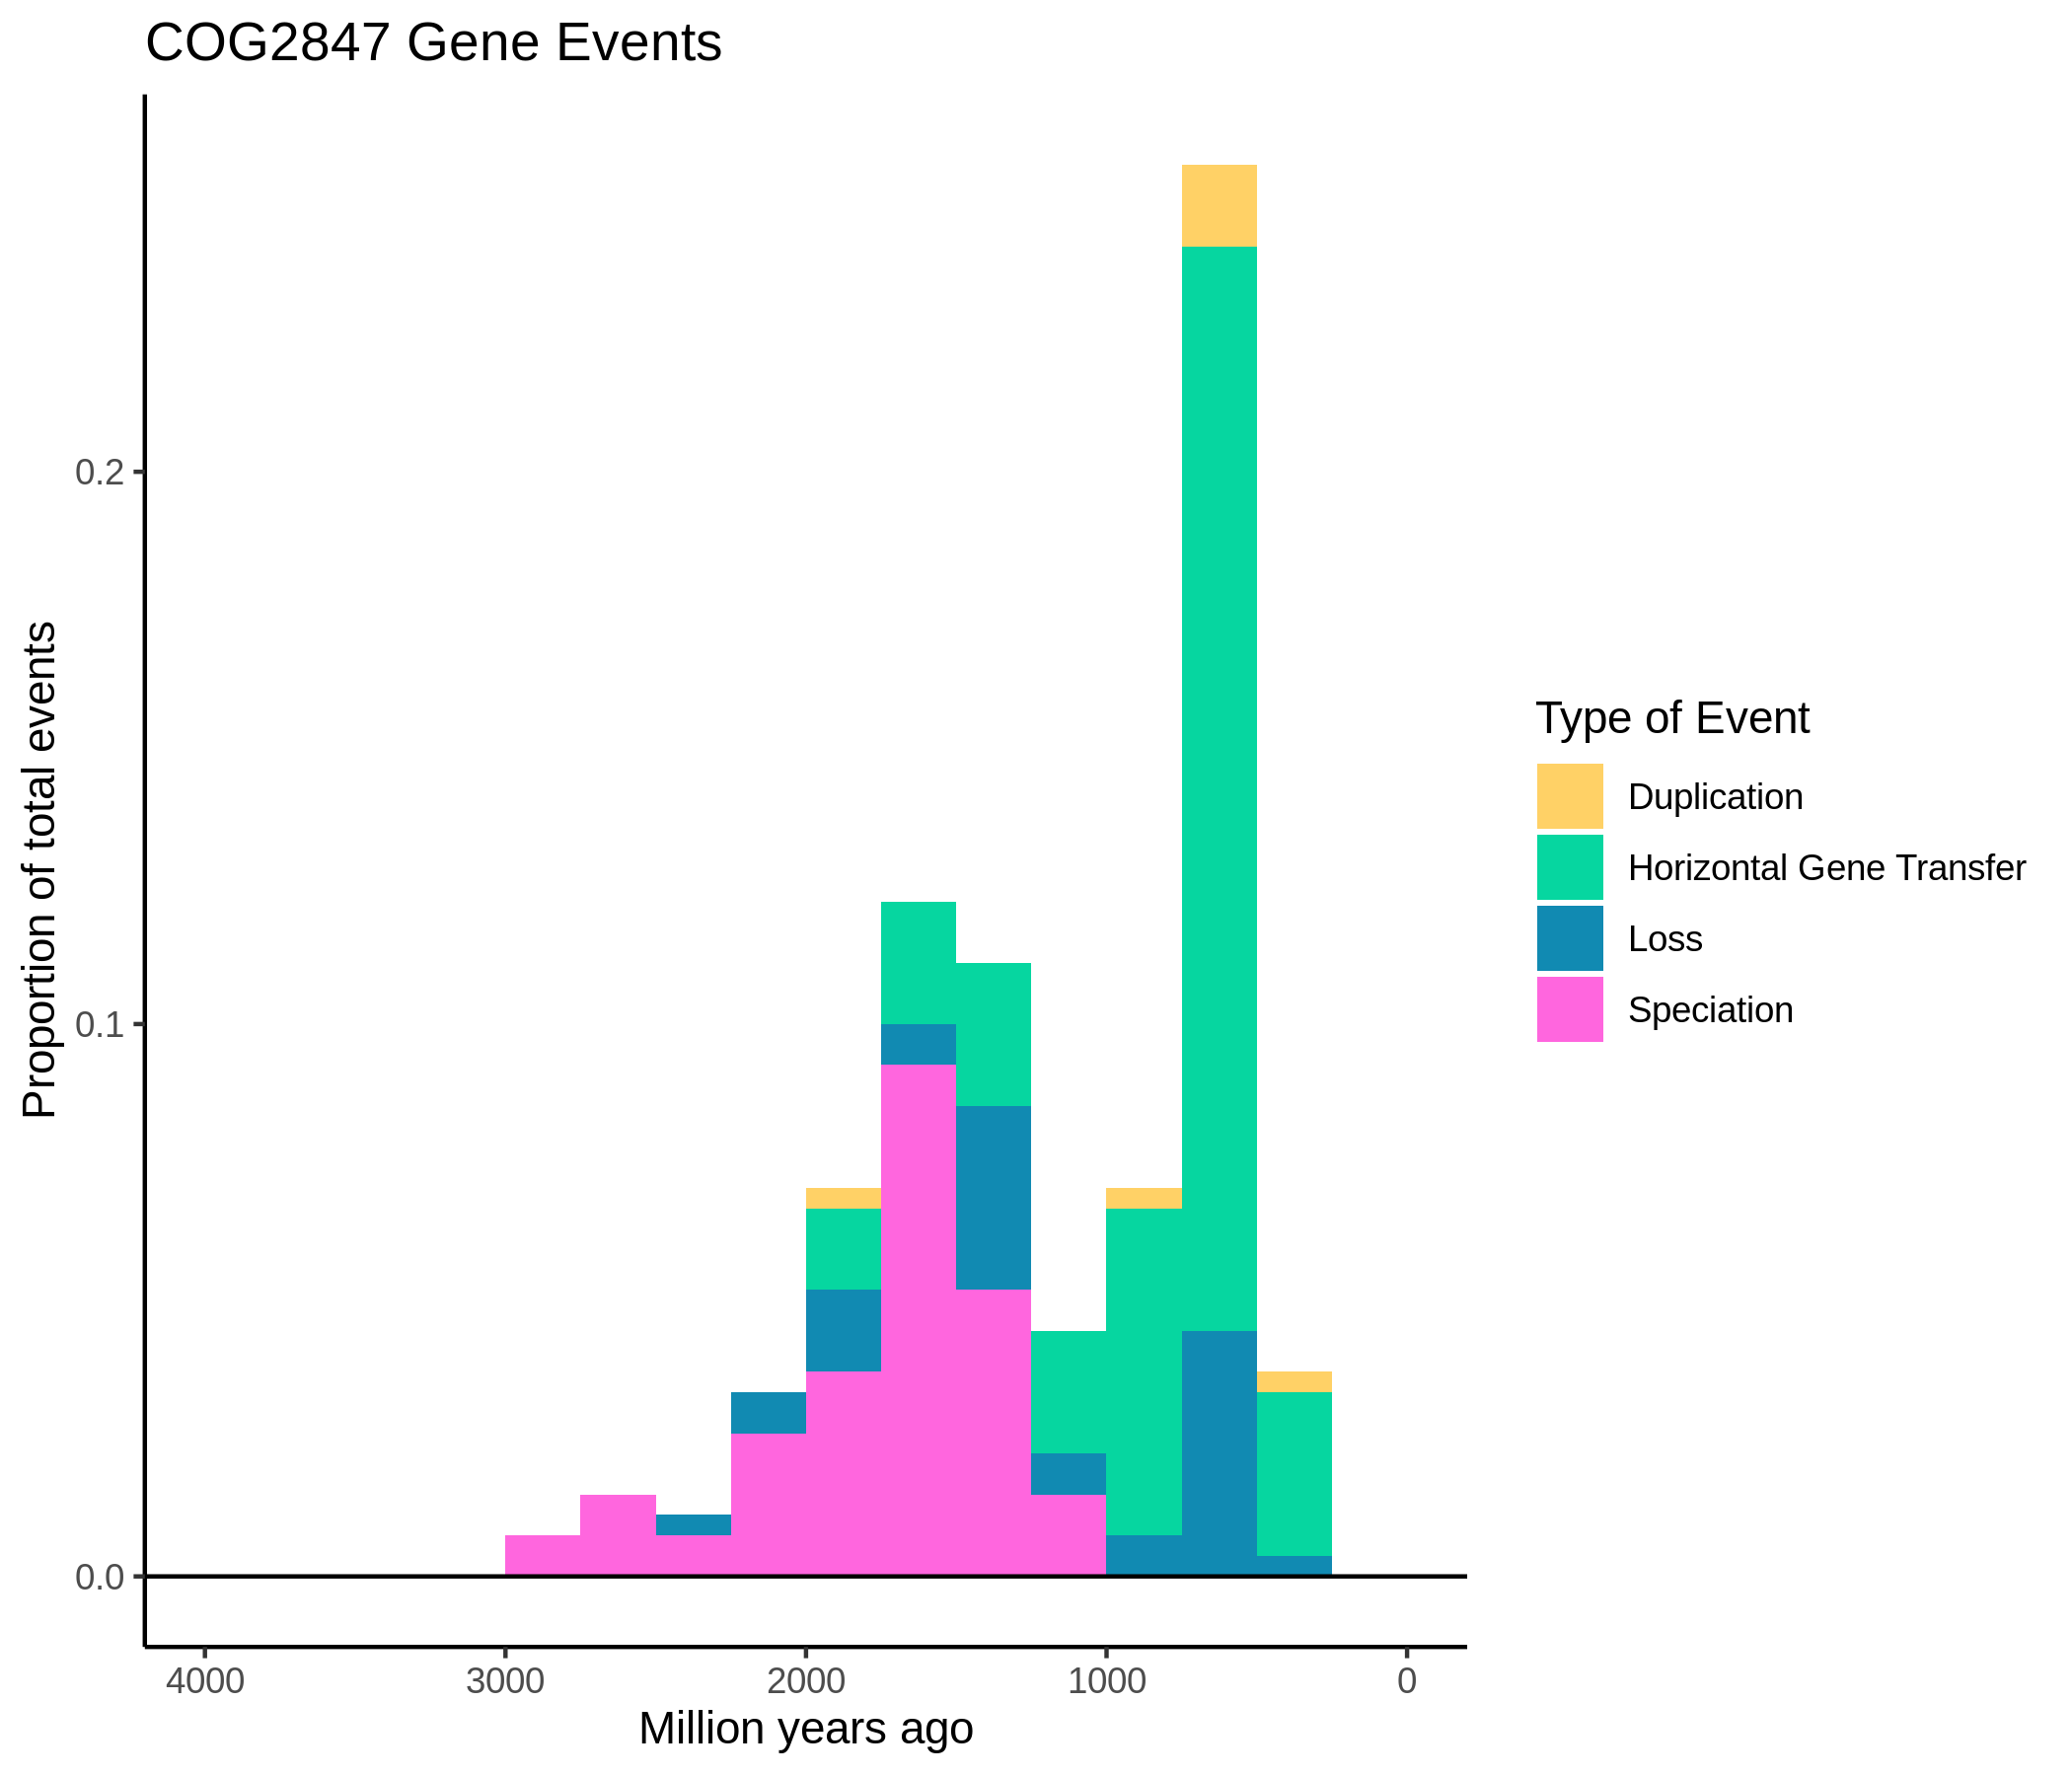 COG2847 Gene Events
Proportion of total events
0.2
0.1
0.0
4000 3000 2000 1000 0
Million years ago
Type of Event
Duplication
Horizontal Gene Transfer
Loss
Speciation